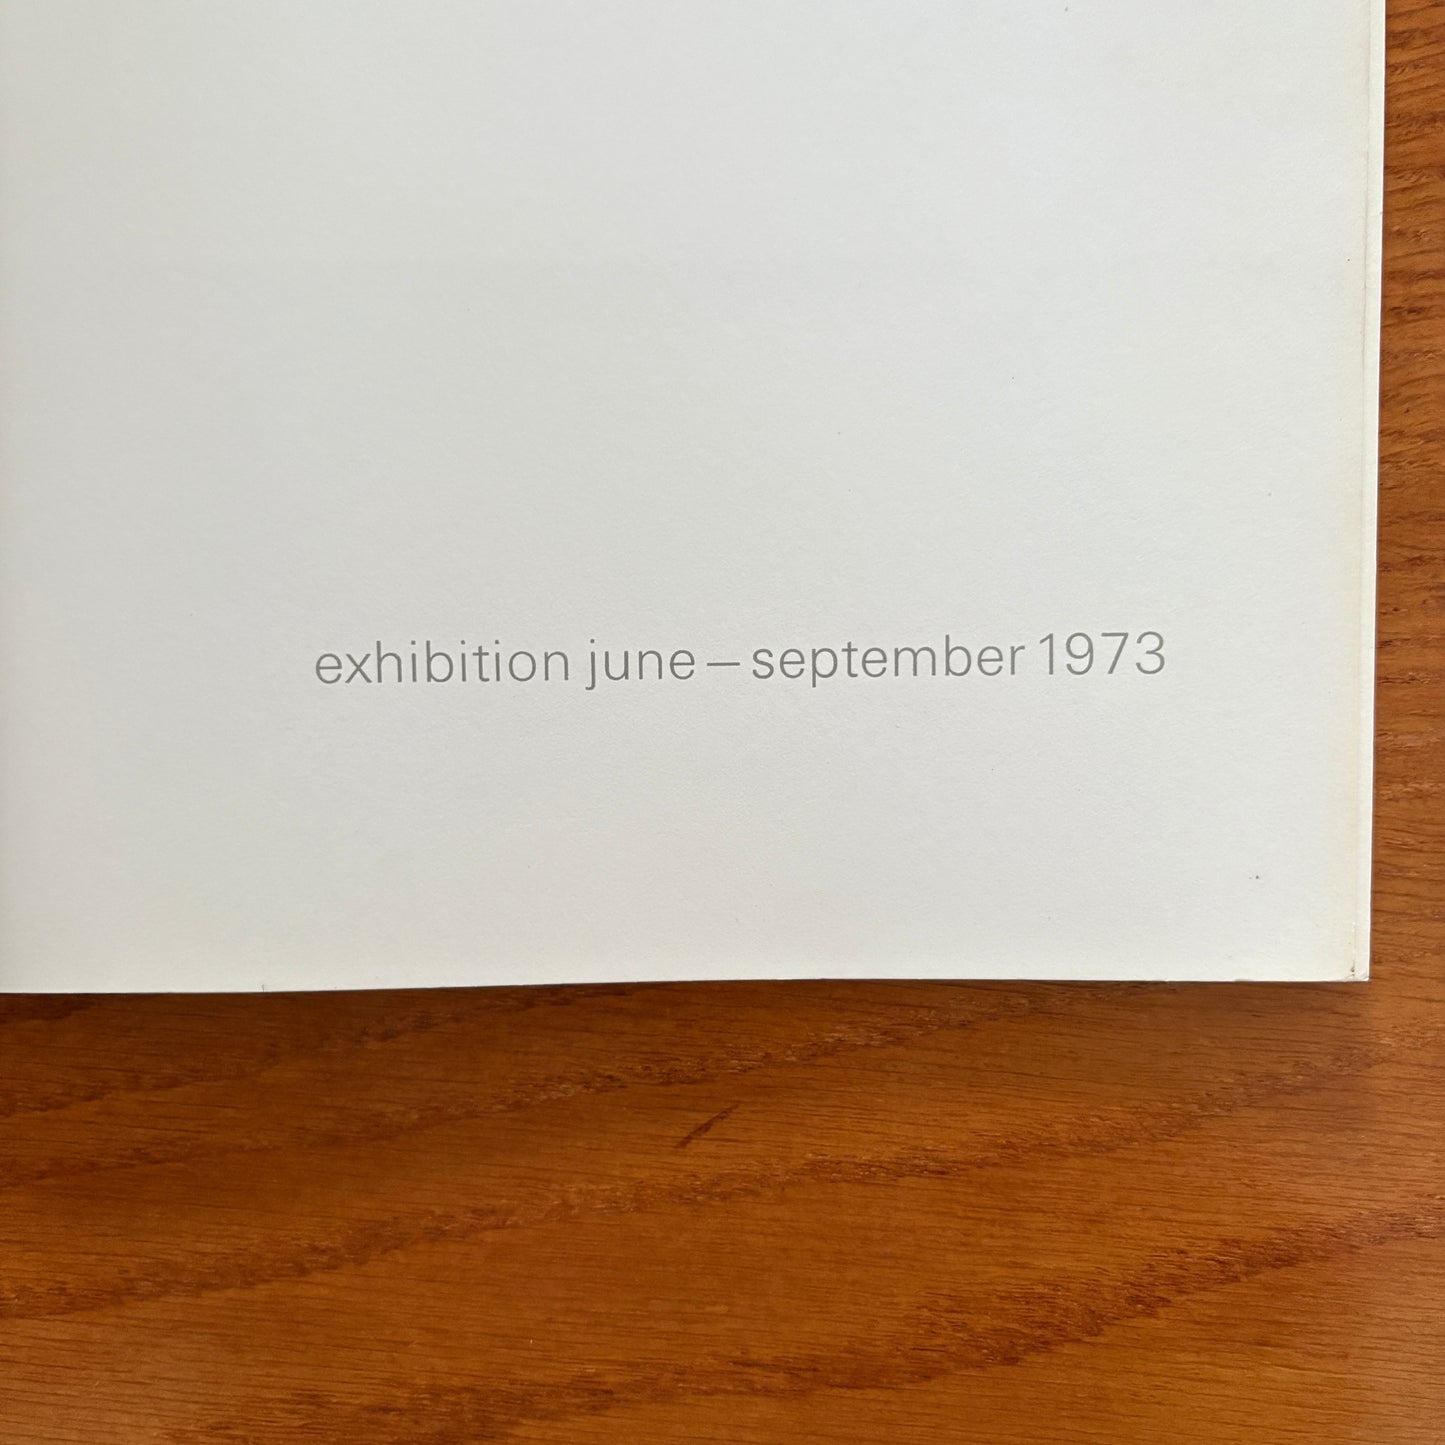 exhibition june – september 1973